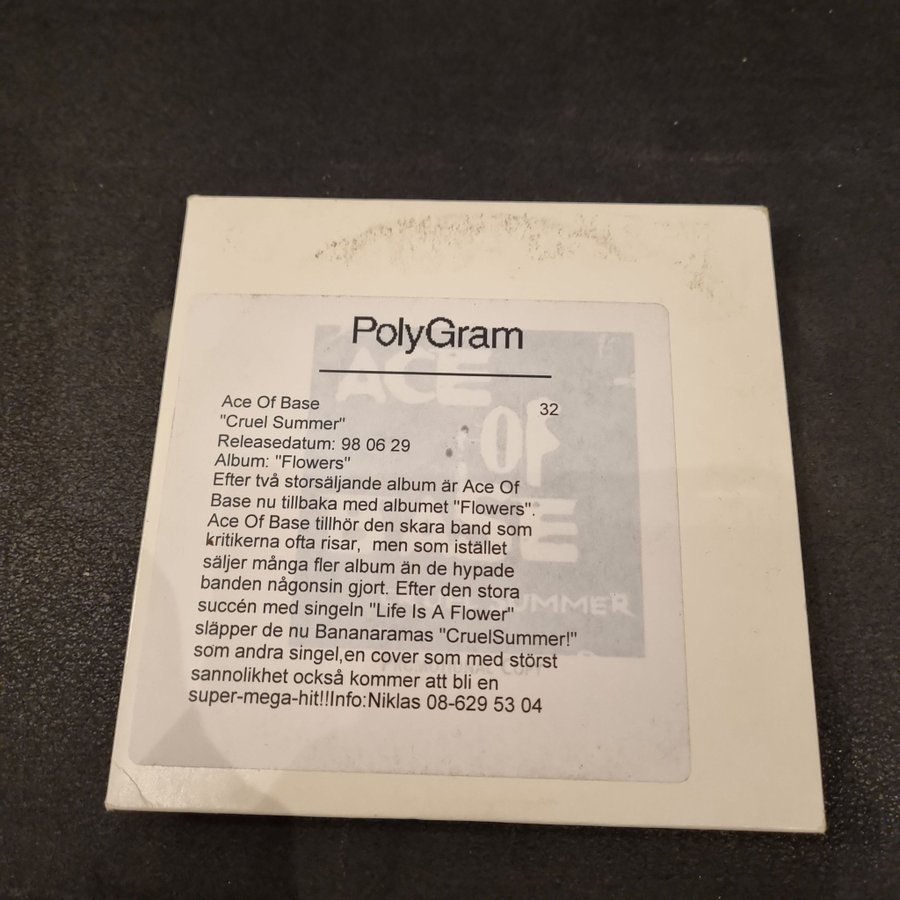 PolyGram
Ace Of Base 32
"Cruel Summer"
Releasedatum: 98 06 29
Album: "Flowers"
Efter två storsäljande album är Ace Of
Base nu tillbaka med albumet "Flowers".
Ace Of Base tillhör den skara band som
kritikerna ofta risar, men som istället
säljer många fler album än de hypade
banden någonsin gjort. Efter den stora
succén med singeln "Life Is A Flower"
släpper de nu Bananaramas "CruelSummer!"
som andra singel,en cover som med störst
sannolikhet också kommer att bli en
super-mega-hit!!Info:Niklas 08-629 53 04
ACE
OF
SUMMER